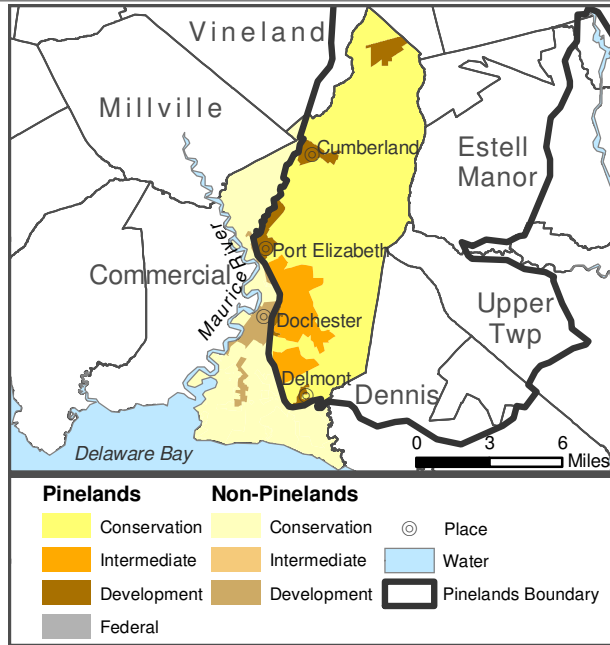 Vineland
Millville
Cumberland
Estell
Manor
Maurice River
Port Elizabeth
Commercial
Upper
Twp
Dochester
Delmont
Dennis
0 3 6
Miles
Delaware Bay
Pinelands Non-Pinelands
Conservation Conservation Place
Intermediate Intermediate Water
Development Development Pinelands Boundary
Federal